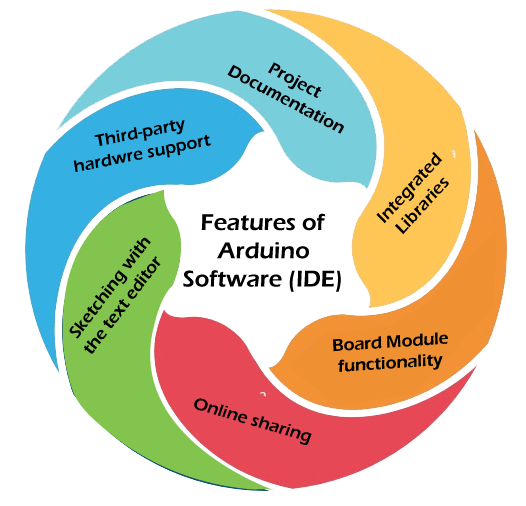 Features of
Arduino
Software (IDE)
Project
Documentation
Integrated
Libraries
Board Module
functionality
Online sharing
Sketching with
the text editor
Third-party
hardwre support